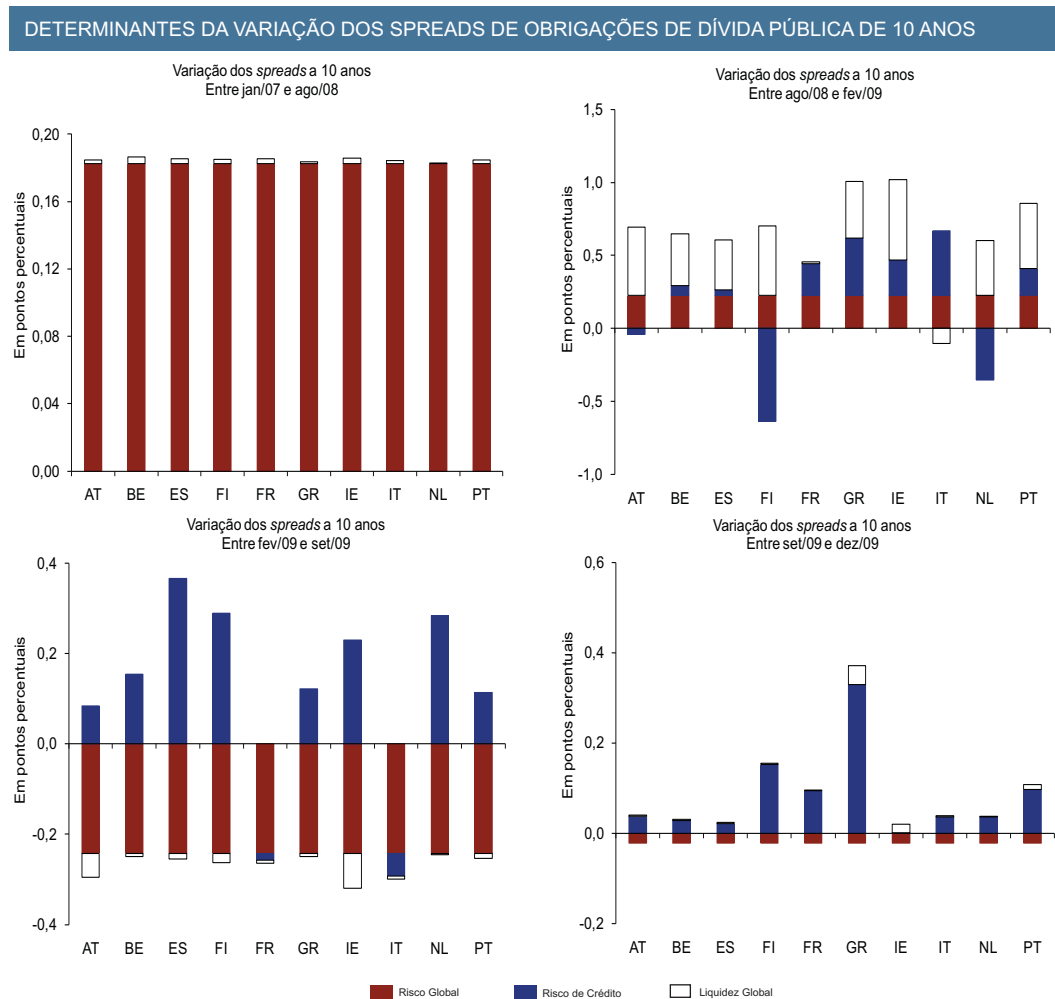 DETERMINANTES DA VARIAÇÃO DOS SPREADS DE OBRIGAÇÕES DE DÍVIDA PÚBLICA DE 10 ANOS
Variação dos spreads a 10 anos
Entre jan/07 e ago/08
Em pontos percentuais
0,20
0,16
0,12
0,08
0,04
0,00
AT BE ES FI FR GR IE IT NL PT
Variação dos spreads a 10 anos
Entre ago/08 e fev/09
Em pontos percentuais
1,5
1,0
0,5
0,0
-0,5
-1,0
AT BE ES FI FR GR IE IT NL PT
Variação dos spreads a 10 anos
Entre fev/09 e set/09
Em pontos percentuais
0,4
0,2
0,0
-0,2
-0,4
AT BE ES FI FR GR IE IT NL PT
Variação dos spreads a 10 anos
Entre set/09 e dez/09
Em pontos percentuais
0,6
0,4
0,2
0,0
-0,2
AT BE ES FI FR GR IE IT NL PT
Risco Global Risco de Crédito Liquidez Global